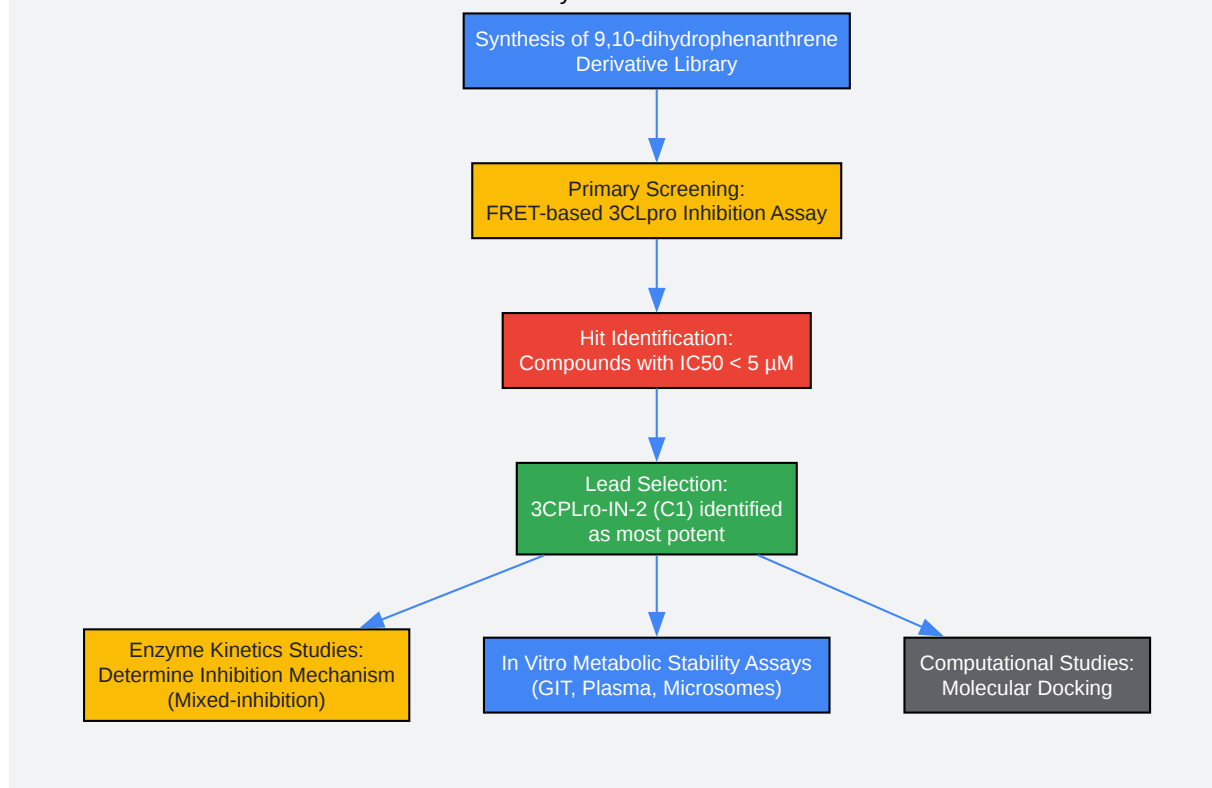 Synthesis of 9,10-dihydrophenanthrene
Derivative Library
Primary Screening:
FRET-based 3CLpro Inhibition Assay
Hit Identification:
Compounds with IC50 < 5 µM
Lead Selection:
3CPLro-IN-2 (C1) identified
as most potent
Enzyme Kinetics Studies:
Determine Inhibition Mechanism
(Mixed-inhibition)
In Vitro Metabolic Stability Assays
(GIT, Plasma, Microsomes)
Computational Studies:
Molecular Docking